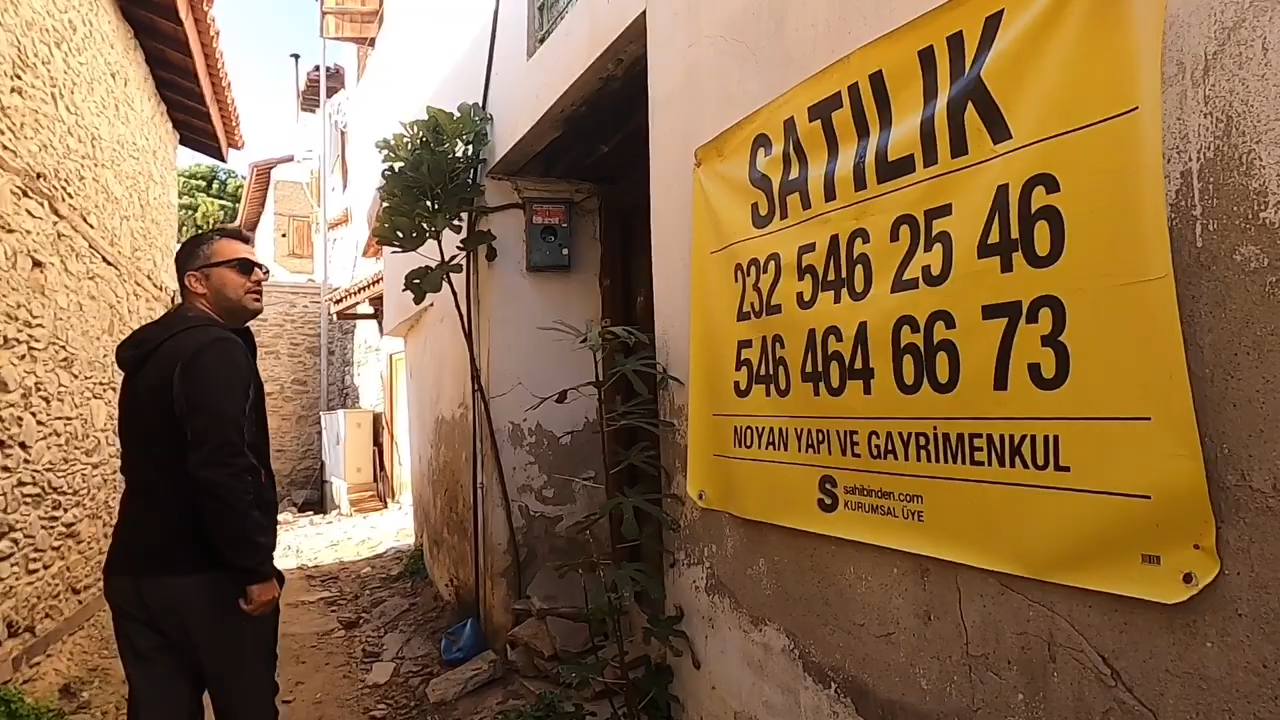 SATILIK
232 546 25 46
546 464 66 73
NOYAN YAPI VE GAYRİMENKUL
S sahibinden.com
KURUMSAL ÜYE